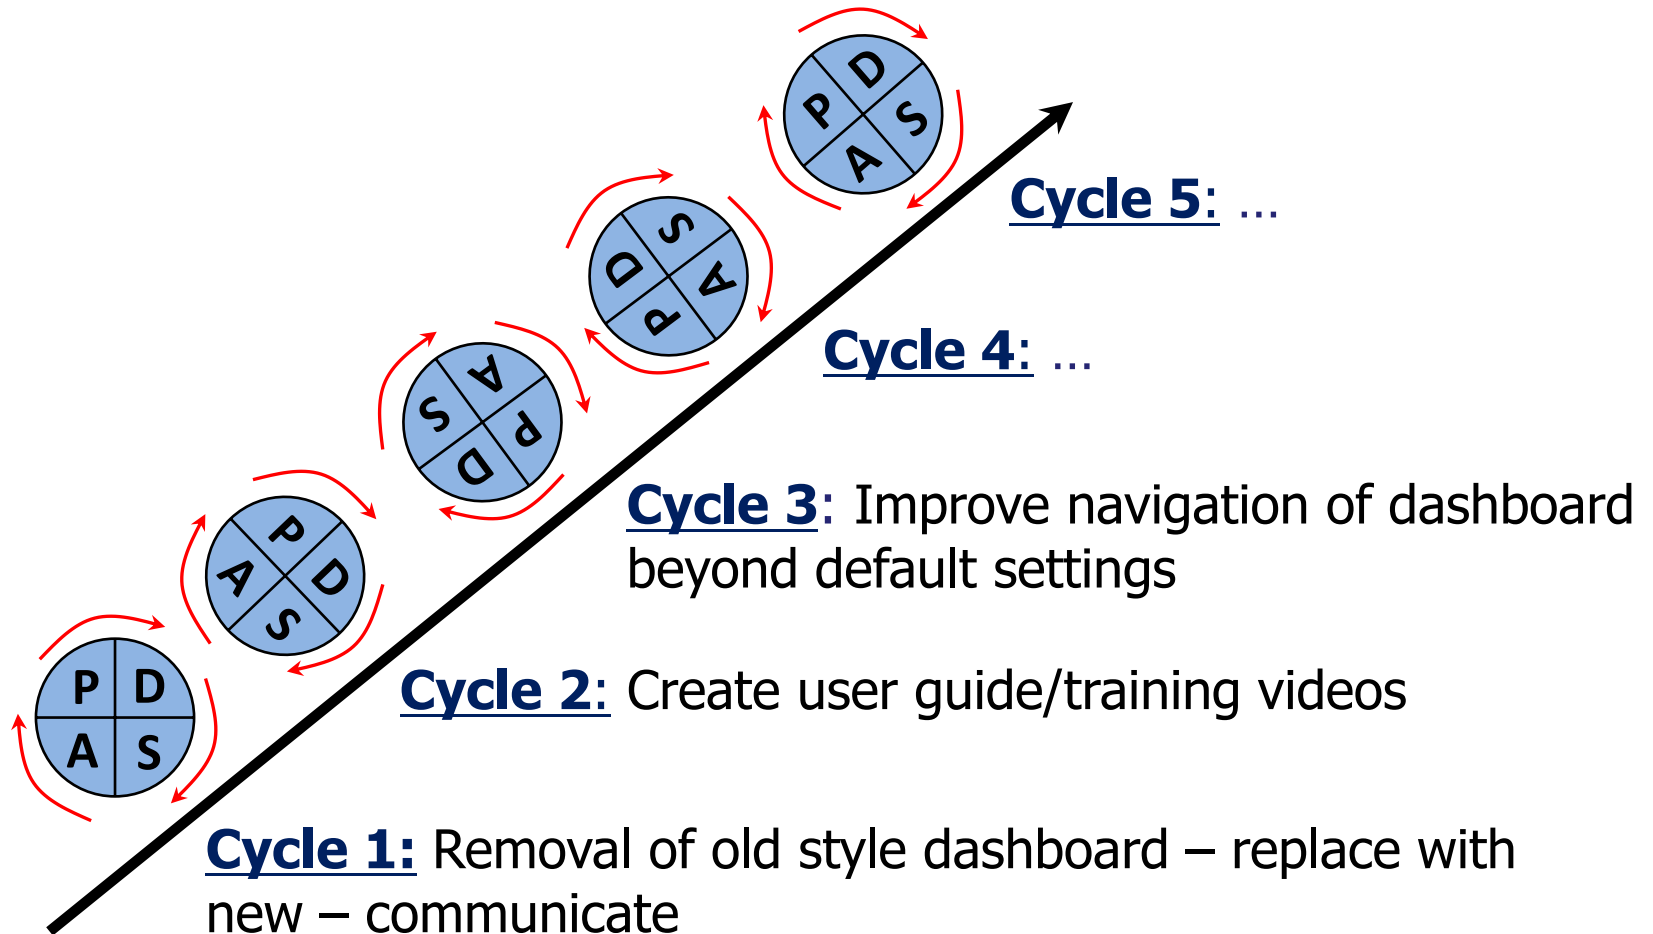 D
P
S
A
Cycle 5: ...
S
D
A
P
Cycle 4: ...
A
S
P
D
Cycle 3: Improve navigation of dashboard
beyond default settings
P
A
D
S
Cycle 2: Create user guide/training videos
P D
A S
Cycle 1: Removal of old style dashboard – replace with
new – communicate